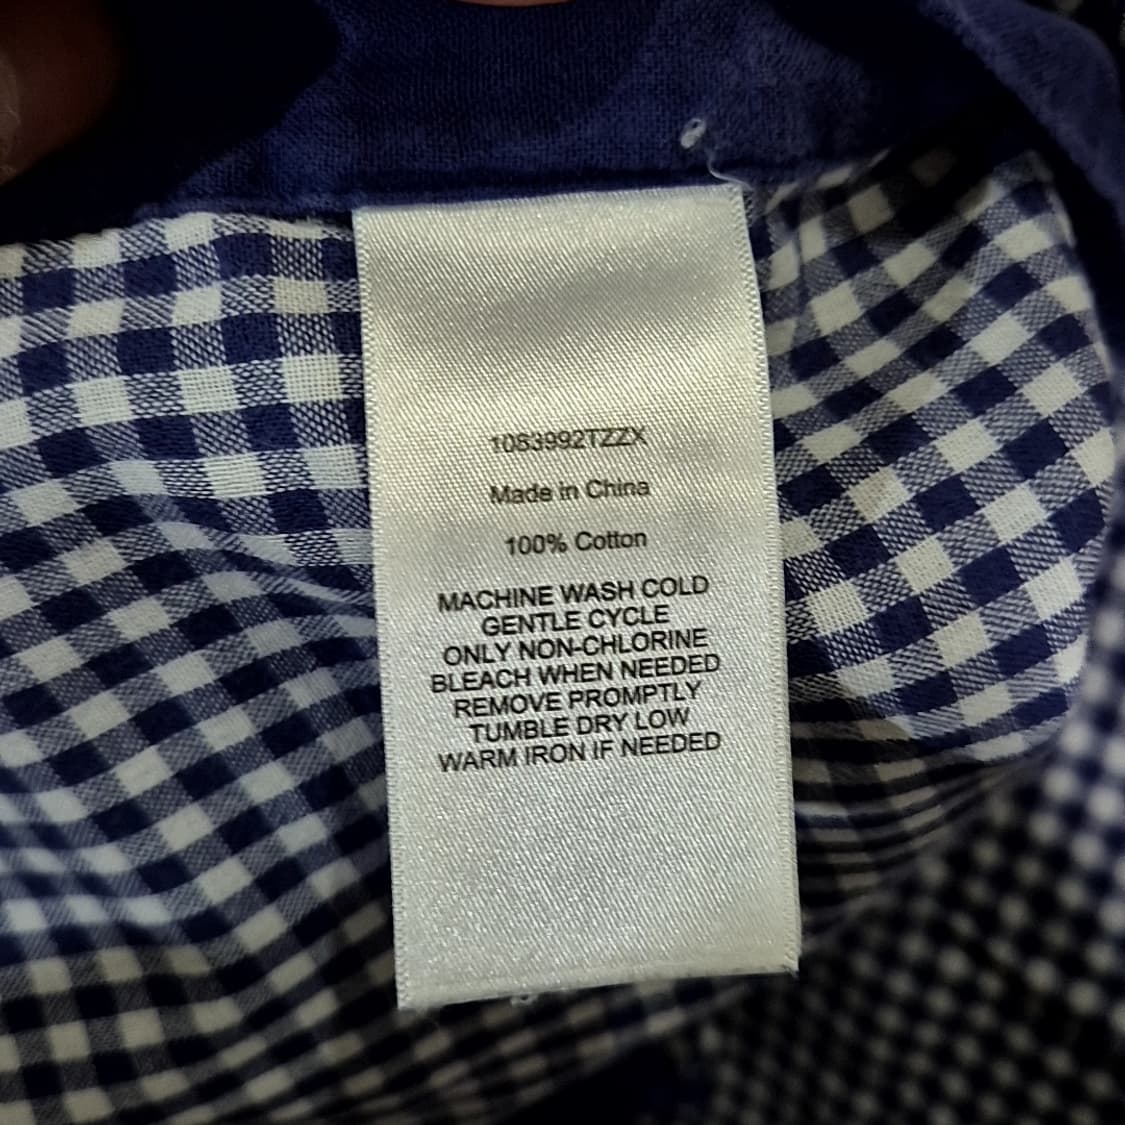 1083992TZZX
Made in China
100% Cotton
MACHINE WASH COLD
GENTLE CYCLE
ONLY NON-CHLORINE
BLEACH WHEN NEEDED
REMOVE PROMPTLY
TUMBLE DRY LOW
WARM IRON IF NEEDED